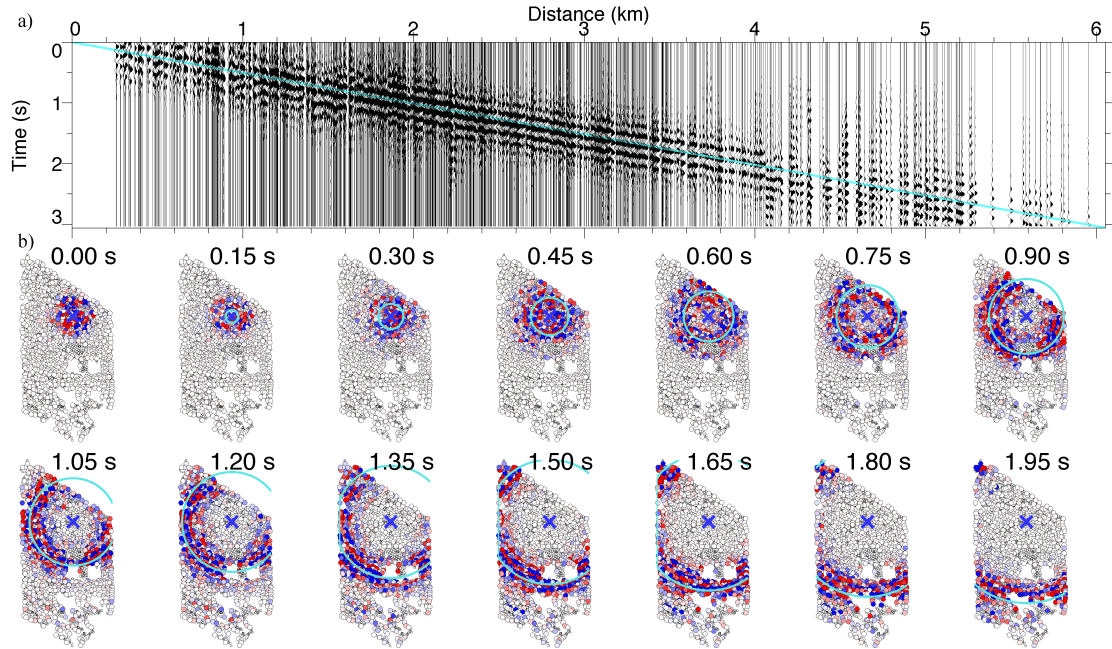 a)
Distance (km)
0 1 2 3 4 5 6
Time (s)
0
1
2
3
b)
0.00 s 0.15 s 0.30 s 0.45 s 0.60 s 0.75 s 0.90 s
1.05 s 1.20 s 1.35 s 1.50 s 1.65 s 1.80 s 1.95 s